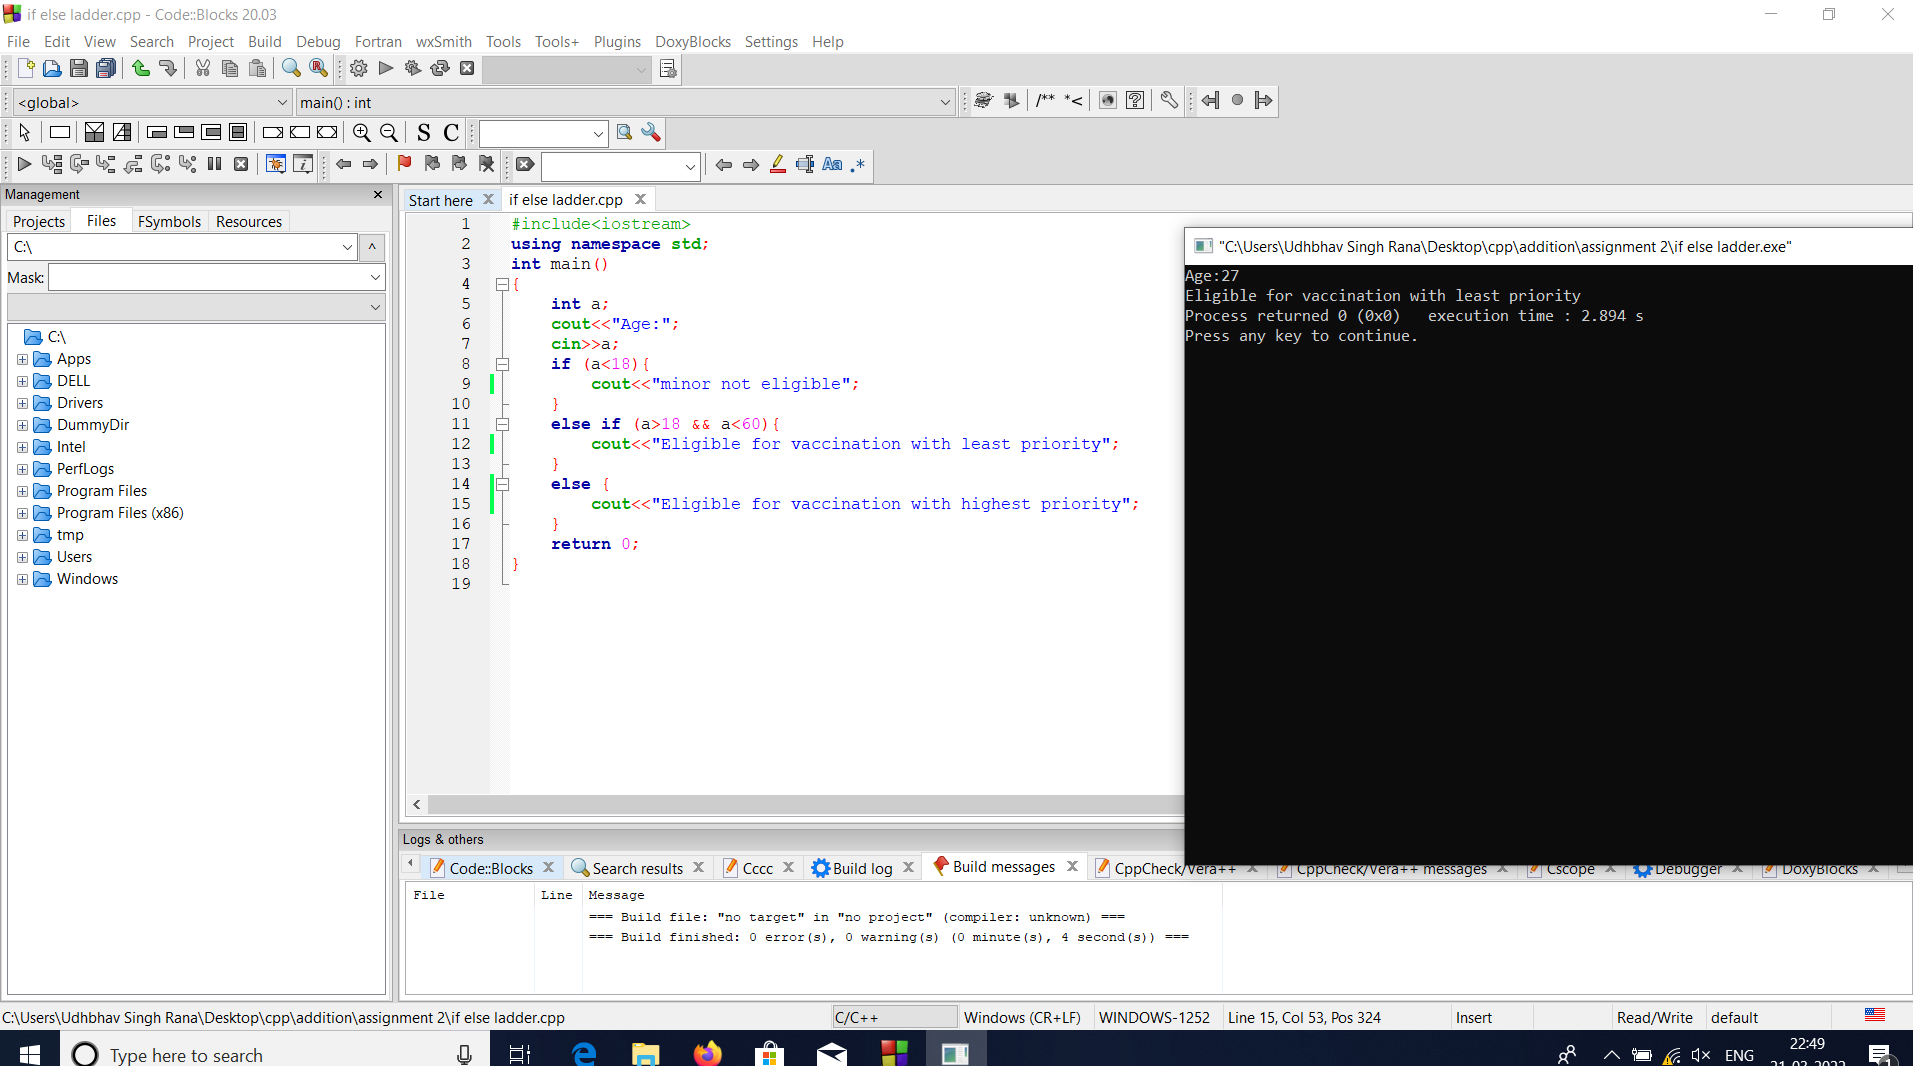 if else ladder.cpp - Code::Blocks 20.03
File Edit View Search Project Build Debug Fortran wxSmith Tools Tools+ Plugins DoxyBlocks Settings Help
<global> main() : int /** *<
S C
Aa .*
Management
Projects Files FSymbols Resources
C:\ ^
Mask:
C:\
Apps
DELL
Drivers
DummyDir
Intel
PerfLogs
Program Files
Program Files (x86)
tmp
Users
Windows
Start here if else ladder.cpp
1 #include<iostream>
2 using namespace std;
3 int main()
4 {
5 int a;
6 cout<<"Age:";
7 cin>>a;
8 if (a<18){
9 cout<<"minor not eligible";
10 }
11 else if (a>18 && a<60){
12 cout<<"Eligible for vaccination with least priority";
13 }
14 else {
15 cout<<"Eligible for vaccination with highest priority";
16 }
17 return 0;
18 }
19
"C:\Users\Udhbhav Singh Rana\Desktop\cpp\addition\assignment 2\if else ladder.exe"
Age:27
Eligible for vaccination with least priority
Process returned 0 (0x0) execution time : 2.894 s
Press any key to continue.
Logs & others
Code::Blocks Search results Cccc Build log Build messages CppCheck/Vera++ CppCheck/Vera++ messages Cscope Debugger DoxyBlocks
File Line Message
=== Build file: "no target" in "no project" (compiler: unknown) ===
=== Build finished: 0 error(s), 0 warning(s) (0 minute(s), 4 second(s)) ===
C:\Users\Udhbhav Singh Rana\Desktop\cpp\addition\assignment 2\if else ladder.cpp C/C++ Windows (CR+LF) WINDOWS-1252 Line 15, Col 53, Pos 324 Insert Read/Write default
Type here to search ENG 22:49
21-03-2022